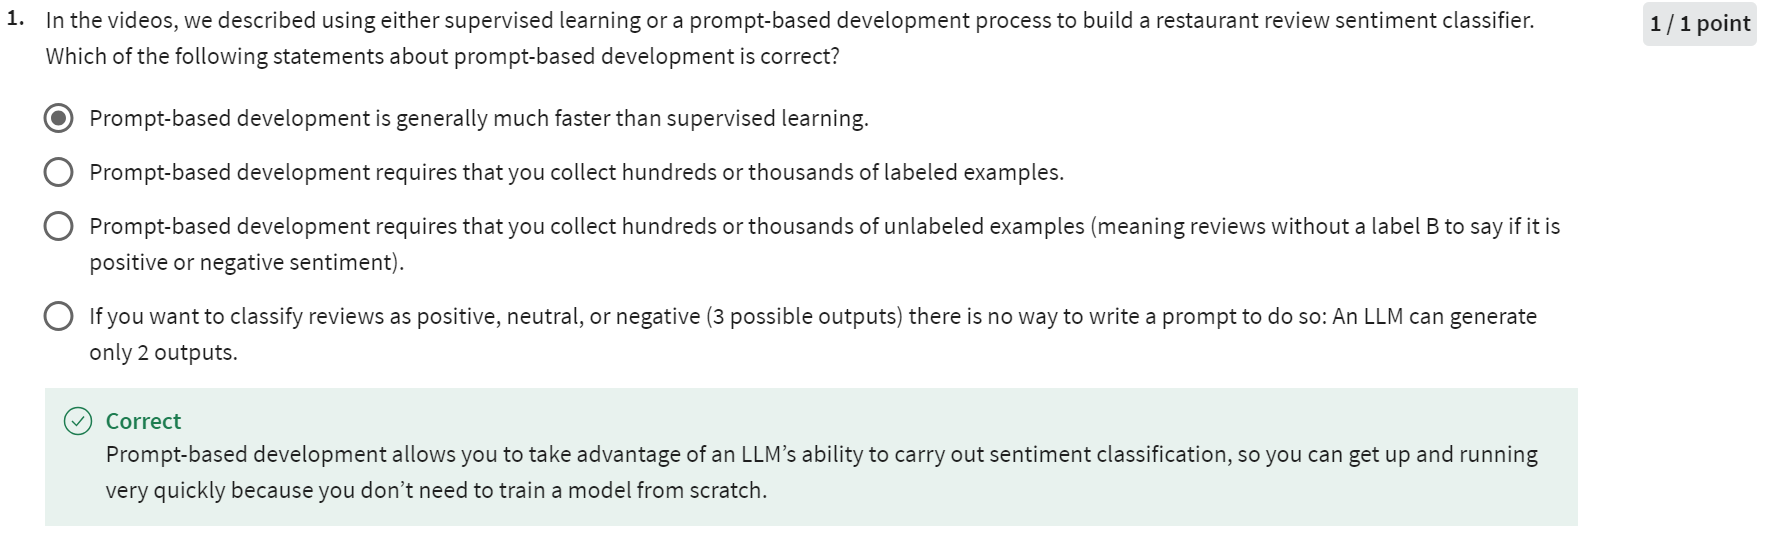 1. In the videos, we described using either supervised learning or a prompt-based development process to build a restaurant review sentiment classifier.
1 / 1 point
Which of the following statements about prompt-based development is correct?
Prompt-based development is generally much faster than supervised learning.
Prompt-based development requires that you collect hundreds or thousands of labeled examples.
Prompt-based development requires that you collect hundreds or thousands of unlabeled examples (meaning reviews without a label B to say if it is
positive or negative sentiment).
If you want to classify reviews as positive, neutral, or negative (3 possible outputs) there is no way to write a prompt to do so: An LLM can generate
only 2 outputs.
Correct
Prompt-based development allows you to take advantage of an LLM’s ability to carry out sentiment classification, so you can get up and running
very quickly because you don’t need to train a model from scratch.